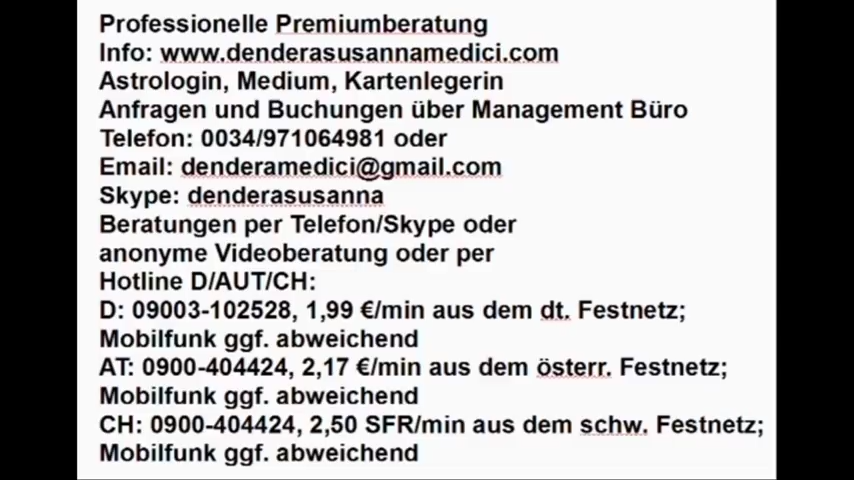 Professionelle Premiumberatung
Info: www.denderasusannamedici.com
Astrologin, Medium, Kartenlegerin
Anfragen und Buchungen über Management Büro
Telefon: 0034/971064981 oder
Email: denderamedici@gmail.com
Skype: denderasusanna
Beratungen per Telefon/Skype oder
anonyme Videoberatung oder per
Hotline D/AUT/CH:
D: 09003-102528, 1,99 €/min aus dem dt. Festnetz;
Mobilfunk ggf. abweichend
AT: 0900-404424, 2,17 €/min aus dem österr. Festnetz;
Mobilfunk ggf. abweichend
CH: 0900-404424, 2,50 SFR/min aus dem schw. Festnetz;
Mobilfunk ggf. abweichend